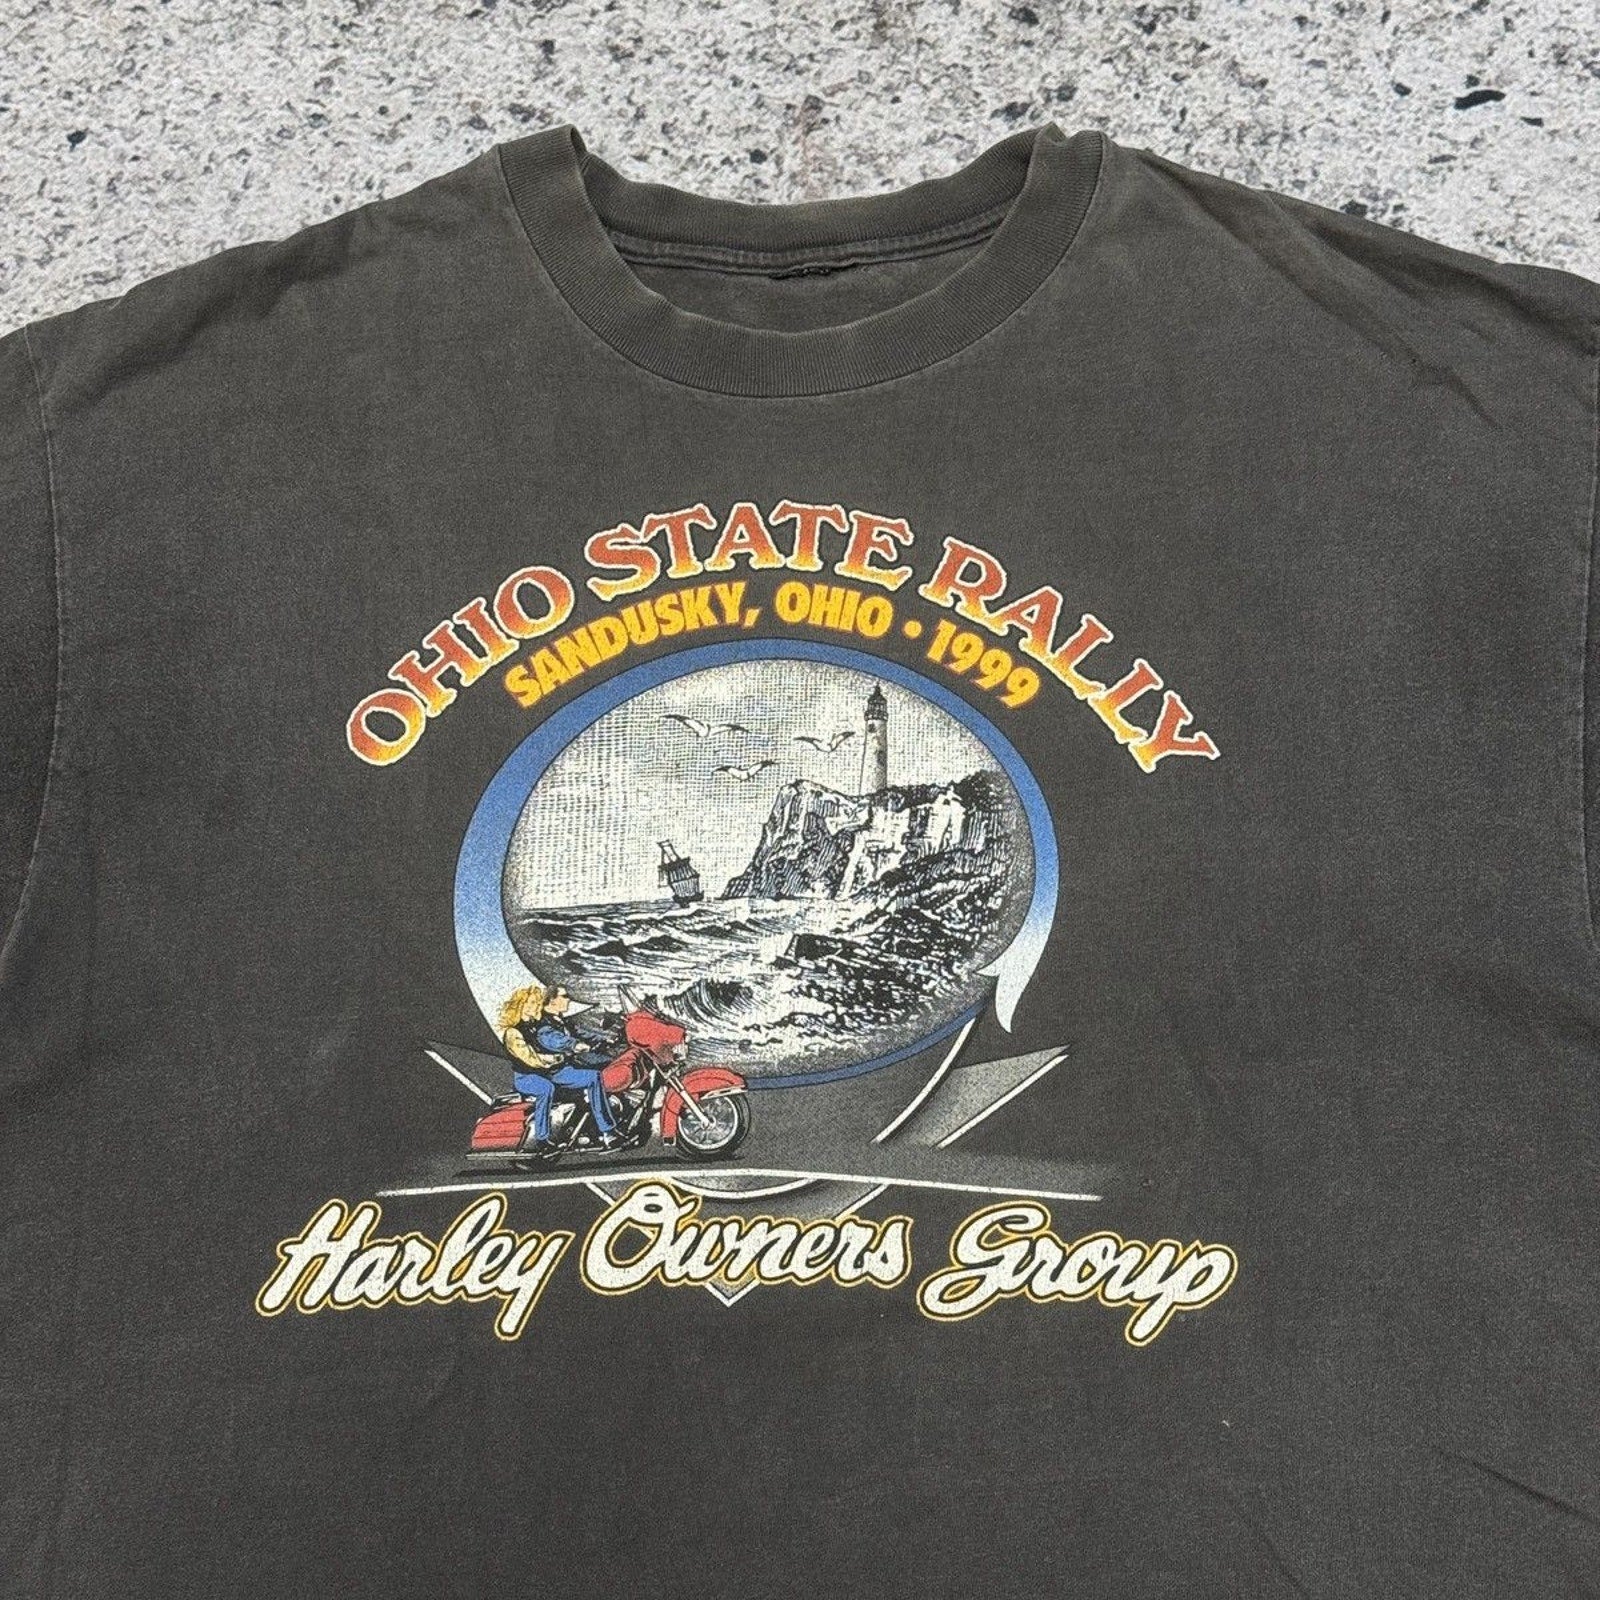 OHIO STATE RALLY
SANDUSKY, OHIO • 1999
Harley Owners Group